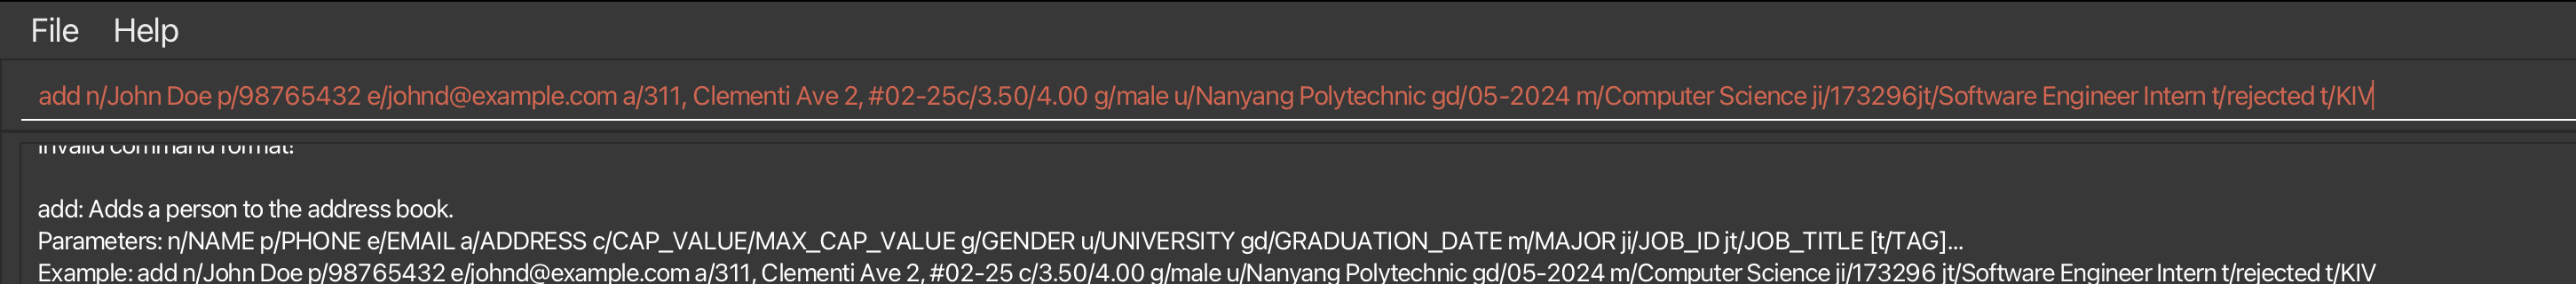 File Help
add n/John Doe p/98765432 e/johnd@example.com a/311, Clementi Ave 2, #02-25c/3.50/4.00 g/male u/Nanyang Polytechnic gd/05-2024 m/Computer Science ji/173296jt/Software Engineer Intern t/rejected t/KIV
Invalid command format!
add: Adds a person to the address book.
Parameters: n/NAME p/PHONE e/EMAIL a/ADDRESS c/CAP_VALUE/MAX_CAP_VALUE g/GENDER u/UNIVERSITY gd/GRADUATION_DATE m/MAJOR ji/JOB_ID jt/JOB_TITLE [t/TAG]...
Example: add n/John Doe p/98765432 e/johnd@example.com a/311, Clementi Ave 2, #02-25 c/3.50/4.00 g/male u/Nanyang Polytechnic gd/05-2024 m/Computer Science ji/173296 jt/Software Engineer Intern t/rejected t/KIV